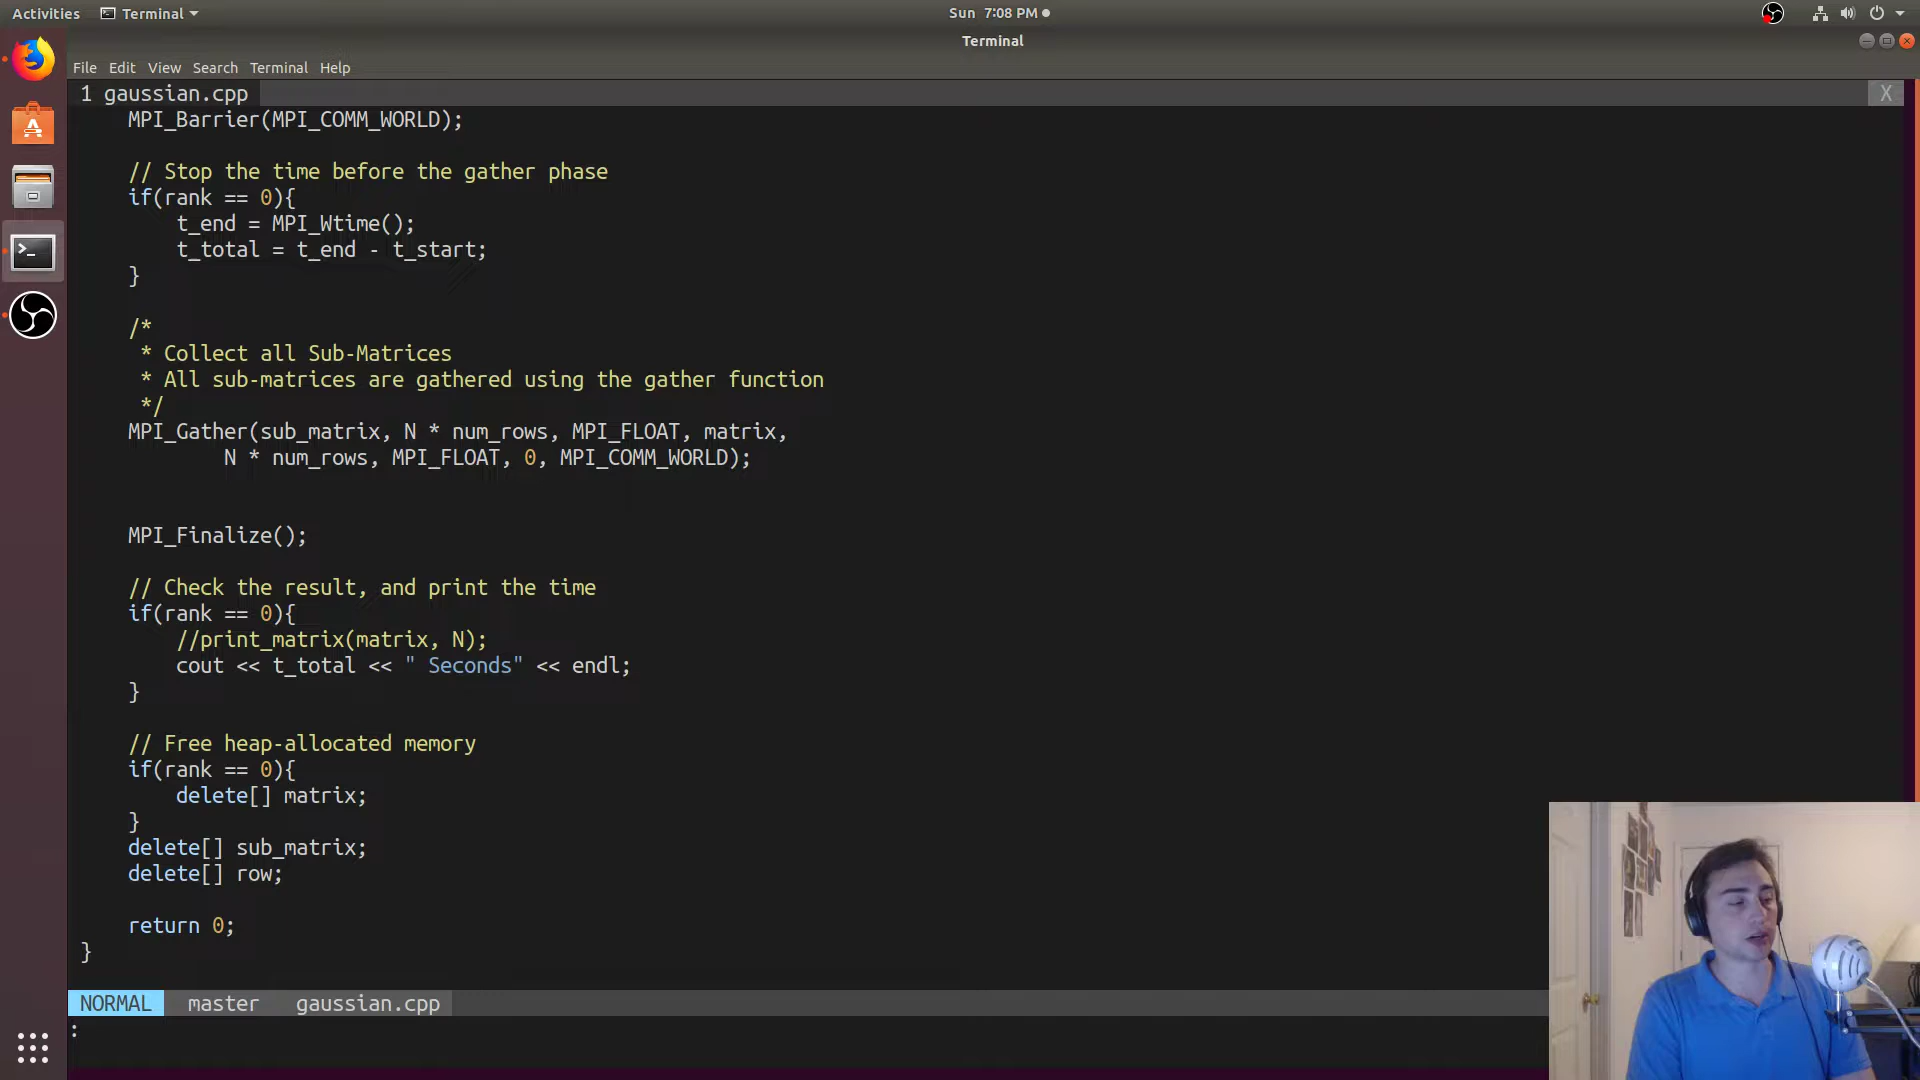 Activities Terminal Sun 7:08 PM
Terminal
File Edit View Search Terminal Help
1 gaussian.cpp X
MPI_Barrier(MPI_COMM_WORLD);
// Stop the time before the gather phase
if(rank == 0){
t_end = MPI_Wtime();
t_total = t_end - t_start;
}
/*
* Collect all Sub-Matrices
* All sub-matrices are gathered using the gather function
*/
MPI_Gather(sub_matrix, N * num_rows, MPI_FLOAT, matrix,
N * num_rows, MPI_FLOAT, 0, MPI_COMM_WORLD);
MPI_Finalize();
// Check the result, and print the time
if(rank == 0){
//print_matrix(matrix, N);
cout << t_total << " Seconds" << endl;
}
// Free heap-allocated memory
if(rank == 0){
delete[] matrix;
}
delete[] sub_matrix;
delete[] row;
return 0;
}
NORMAL master gaussian.cpp
: